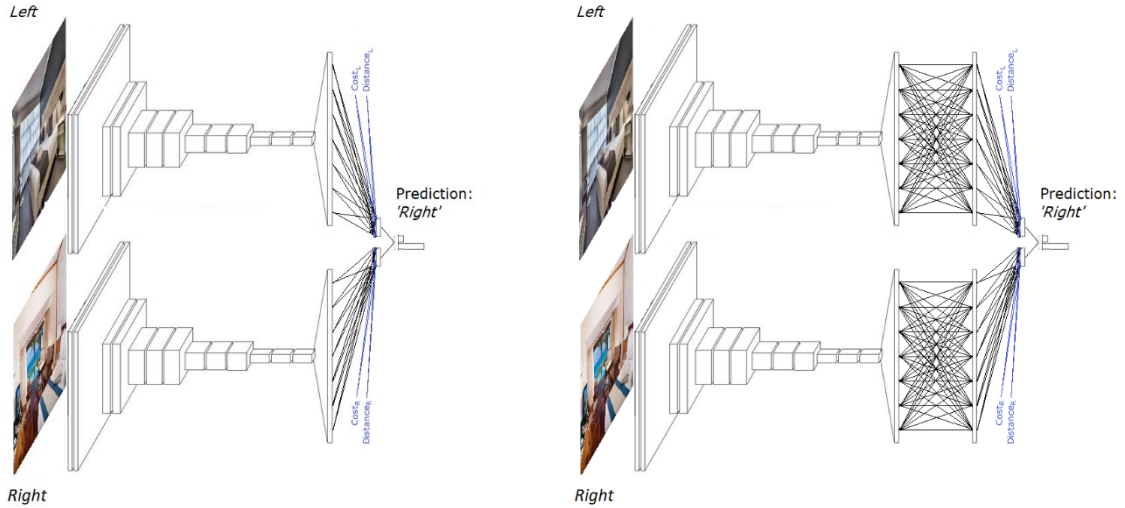 Left
Cost_L
Distance_L
Prediction:
'Right'
Cost_R
Distance_R
Right
Left
Cost_L
Distance_L
Prediction:
'Right'
Cost_R
Distance_R
Right